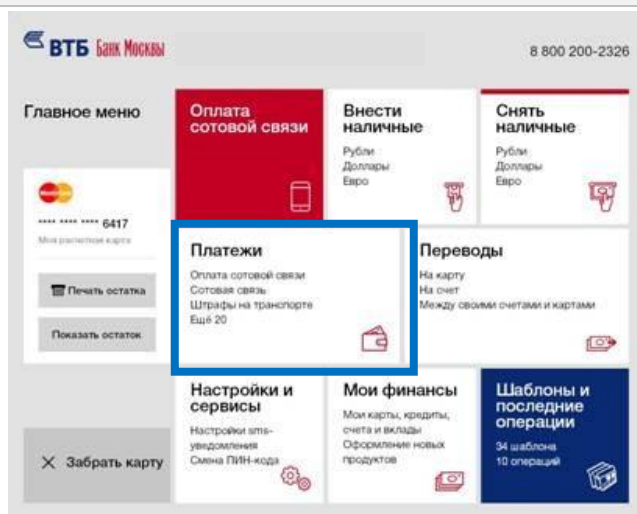 ВТБ Банк Москвы
8 800 200-2326
Главное меню
**** **** **** 6417
Моя расчетная карта
Печать остатка
Показать остаток
Забрать карту
Оплата
сотовой связи
Внести
наличные
Рубли
Доллары
Евро
Снять
наличные
Рубли
Доллары
Евро
Платежи
Оплата сотовой связи
Сотовая связь
Штрафы на транспорте
Ещё 20
Переводы
На карту
На счет
Между своими счетами и картами
Настройки и
сервисы
Настройки sms-
уведомления
Смена ПИН-кода
Мои финансы
Мои карты, кредиты,
счета и вклады
Оформление новых
продуктов
Шаблоны и
последние
операции
34 шаблона
10 операций